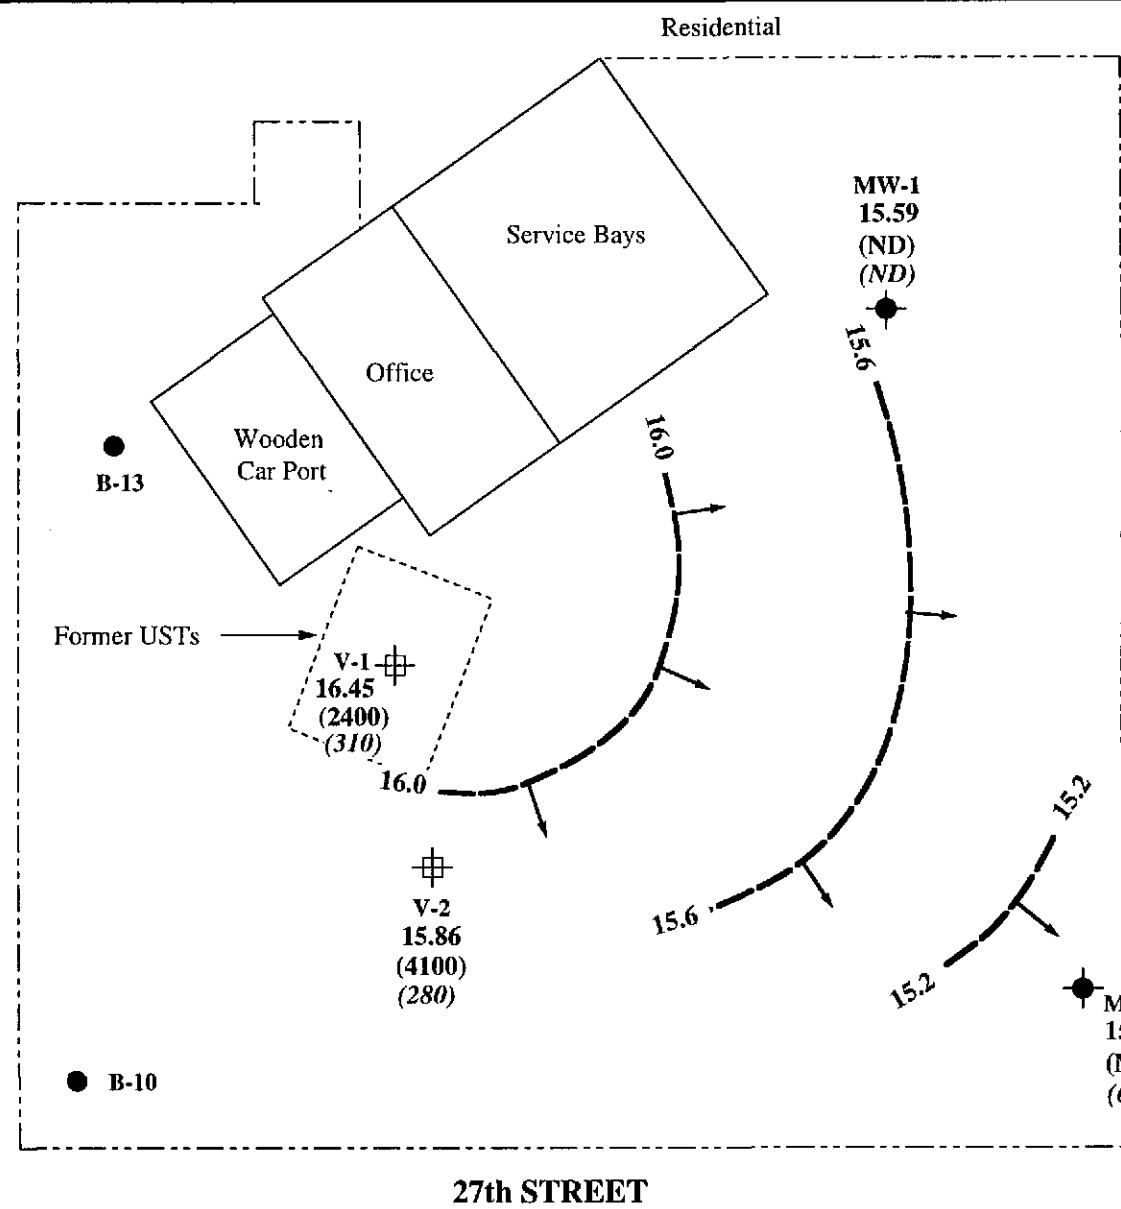 Residential
MW-1
15.59
(ND)
(ND)
Service Bays
15.6
Office
16.0
Wooden
Car Port
B-13
Former USTs
V-1
16.45
(2400)
(310)
16.0
15.2
V-2
15.86
(4100)
(280)
15.6
15.2
B-10
27th STREET